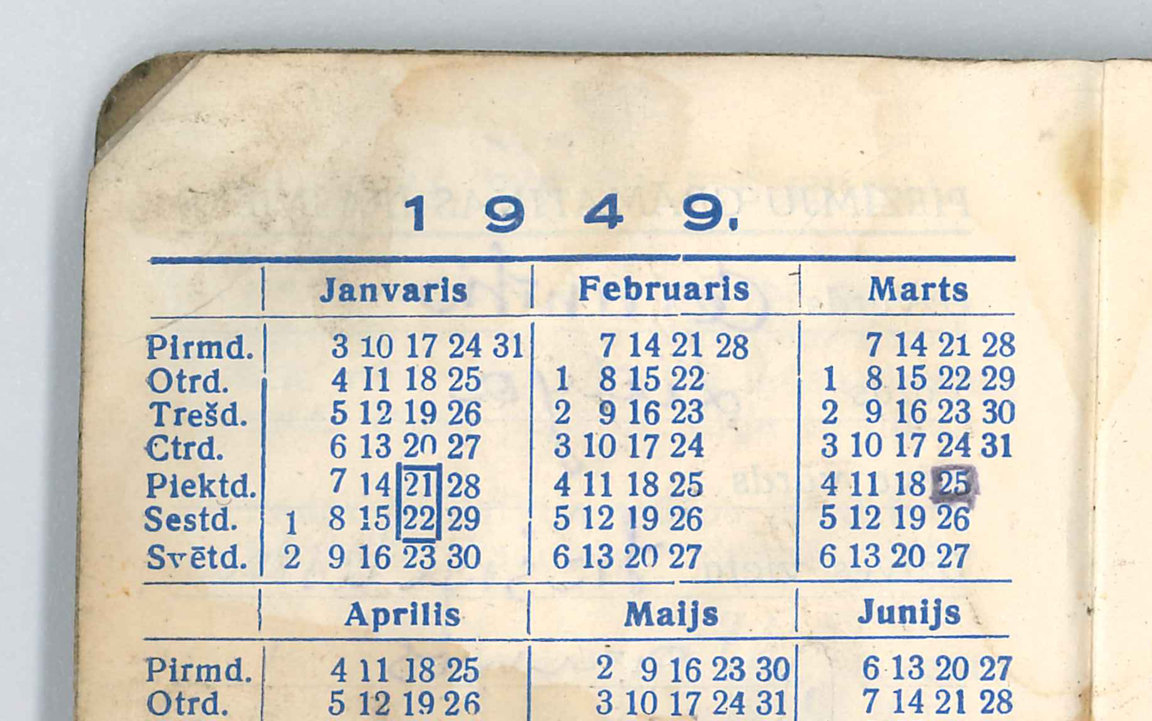 1 9 4 9.
Janvaris Februaris Marts
Pirmd. 3 10 17 24 31 7 14 21 28 7 14 21 28
Otrd. 4 11 18 25 1 8 15 22 1 8 15 22 29
Trešd. 5 12 19 26 2 9 16 23 2 9 16 23 30
Ctrd. 6 13 20 27 3 10 17 24 3 10 17 24 31
Piektd. 7 14 21 28 4 11 18 25 4 11 18 25
Sestd. 1 8 15 22 29 5 12 19 26 5 12 19 26
Svētd. 2 9 16 23 30 6 13 20 27 6 13 20 27
Aprilis Maijs Junijs
Pirmd. 4 11 18 25 2 9 16 23 30 6 13 20 27
Otrd. 5 12 19 26 3 10 17 24 31 7 14 21 28